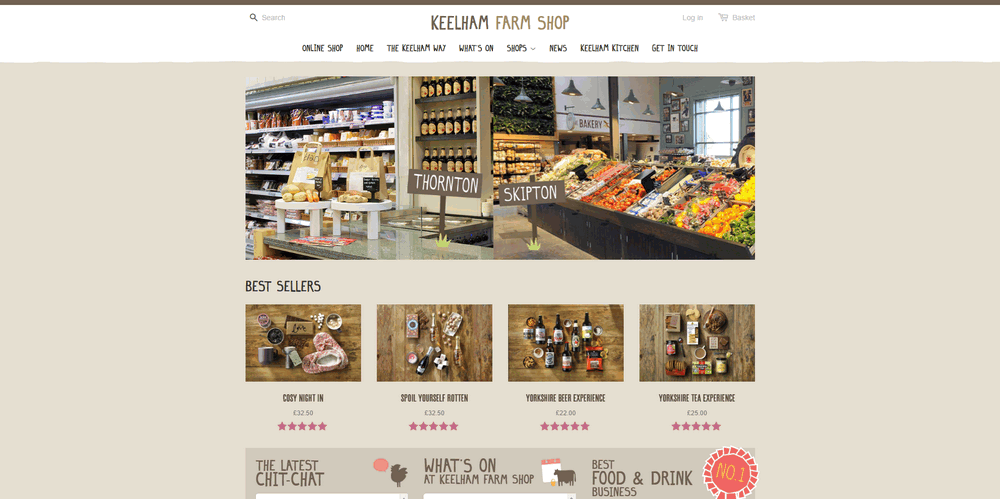 Search
KEELHAM FARM SHOP
Log in
Basket
ONLINE SHOP HOME THE KEELHAM WAY WHAT'S ON SHOPS NEWS KEELHAM KITCHEN GET IN TOUCH
BAKERY
THORNTON
SKIPTON
BEST SELLERS
COSY NIGHT IN
£32.50
SPOIL YOURSELF ROTTEN
£32.50
YORKSHIRE BEER EXPERIENCE
£22.00
YORKSHIRE TEA EXPERIENCE
£25.00
THE LATEST
CHIT-CHAT
WHAT'S ON
AT KEELHAM FARM SHOP
BEST
FOOD & DRINK
BUSINESS
NO.1